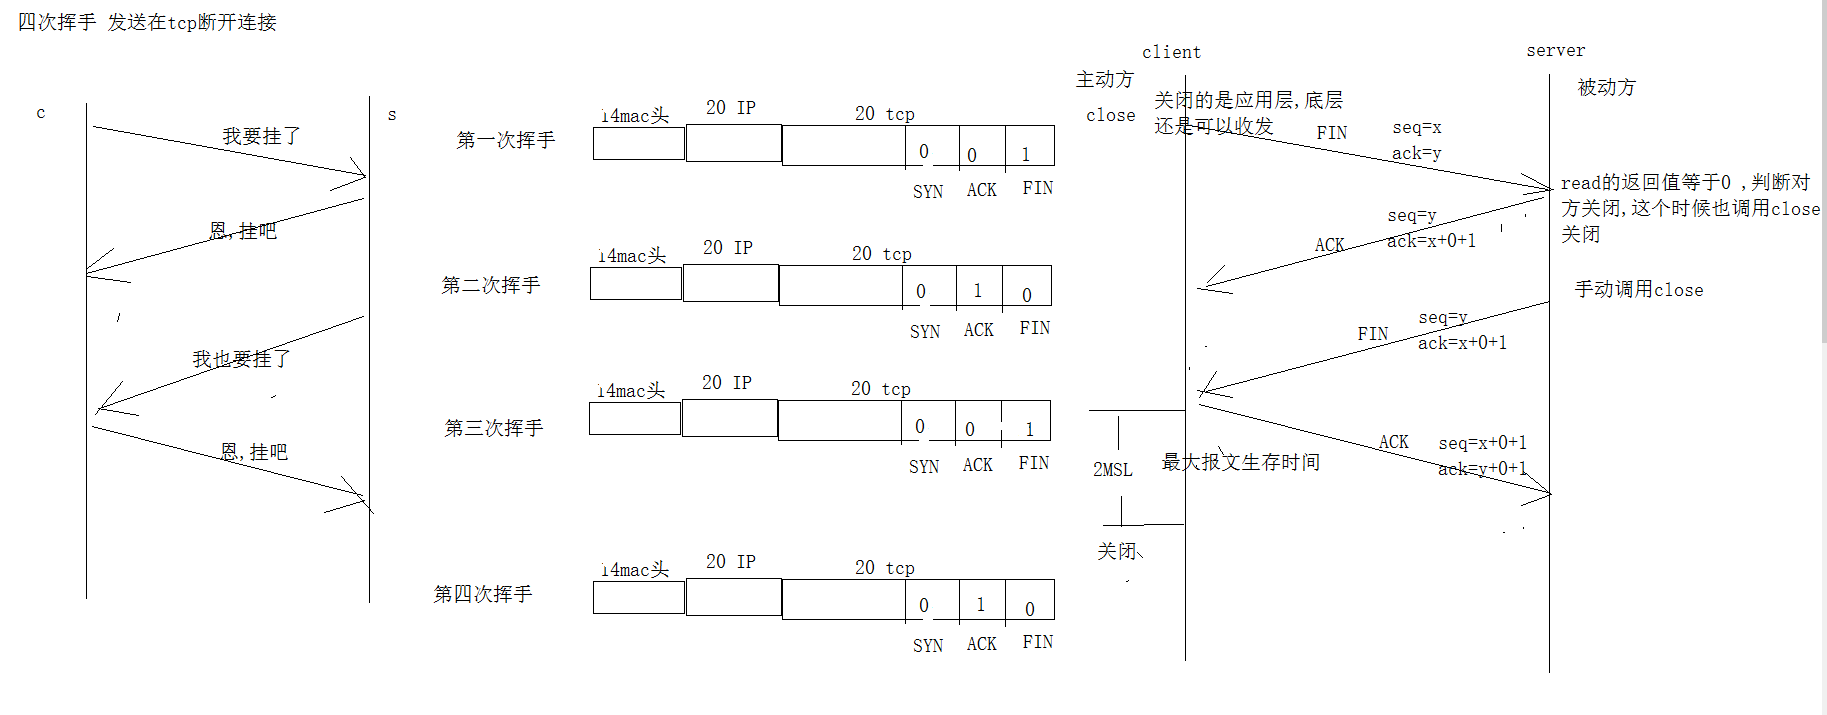 四次挥手 发送在tcp断开连接
c
s
我要挂了
恩,挂吧
我也要挂了
恩,挂吧
第一次挥手
14mac头
20 IP
20 tcp
0
0
1
SYN
ACK
FIN
第二次挥手
14mac头
20 IP
20 tcp
0
1
0
SYN
ACK
FIN
第三次挥手
14mac头
20 IP
20 tcp
0
0
1
SYN
ACK
FIN
第四次挥手
14mac头
20 IP
20 tcp
0
1
0
SYN
ACK
FIN
client
server
主动方
被动方
close
关闭的是应用层,底层
还是可以收发
FIN
seq=x
ack=y
read的返回值等于0 ,判断对
方关闭,这个时候也调用close
关闭
ACK
seq=y
ack=x+0+1
手动调用close
FIN
seq=y
ack=x+0+1
ACK
seq=x+0+1
ack=y+0+1
2MSL
最大报文生存时间
关闭、